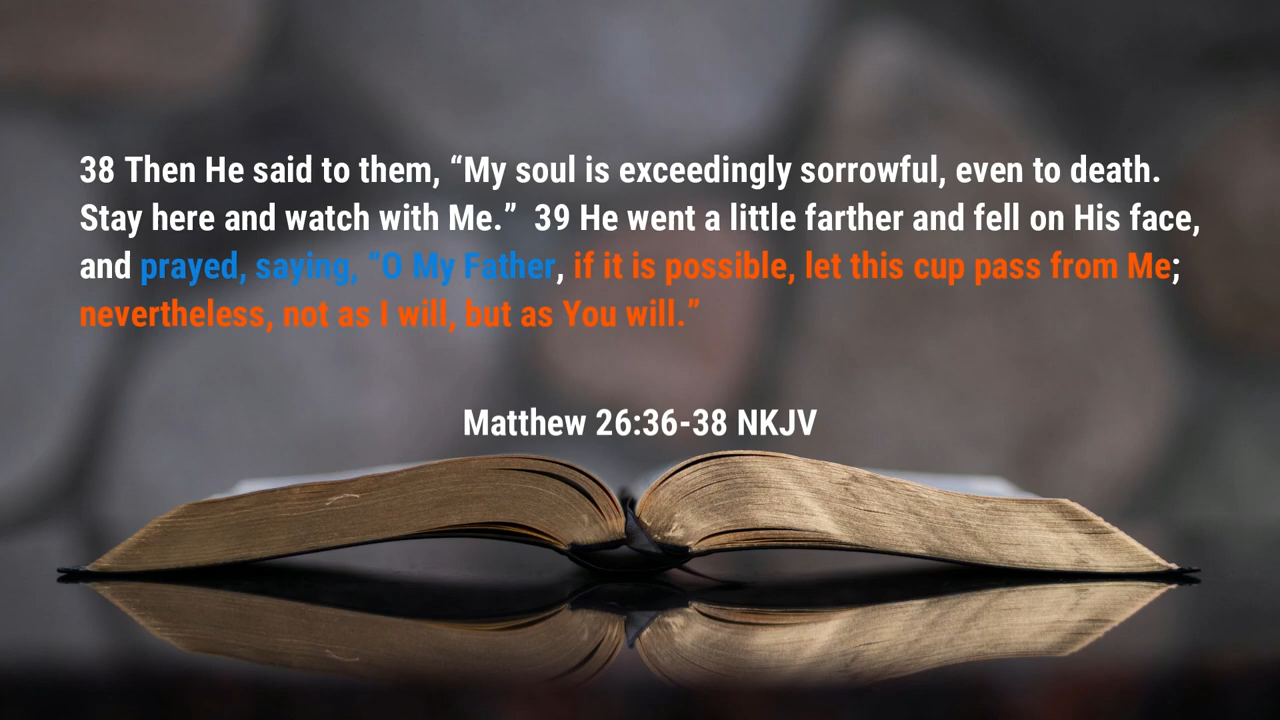 38 Then He said to them, “My soul is exceedingly sorrowful, even to death.
Stay here and watch with Me.”  39 He went a little farther and fell on His face,
and prayed, saying, “O My Father, if it is possible, let this cup pass from Me;
nevertheless, not as I will, but as You will.”
Matthew 26:36-38 NKJV